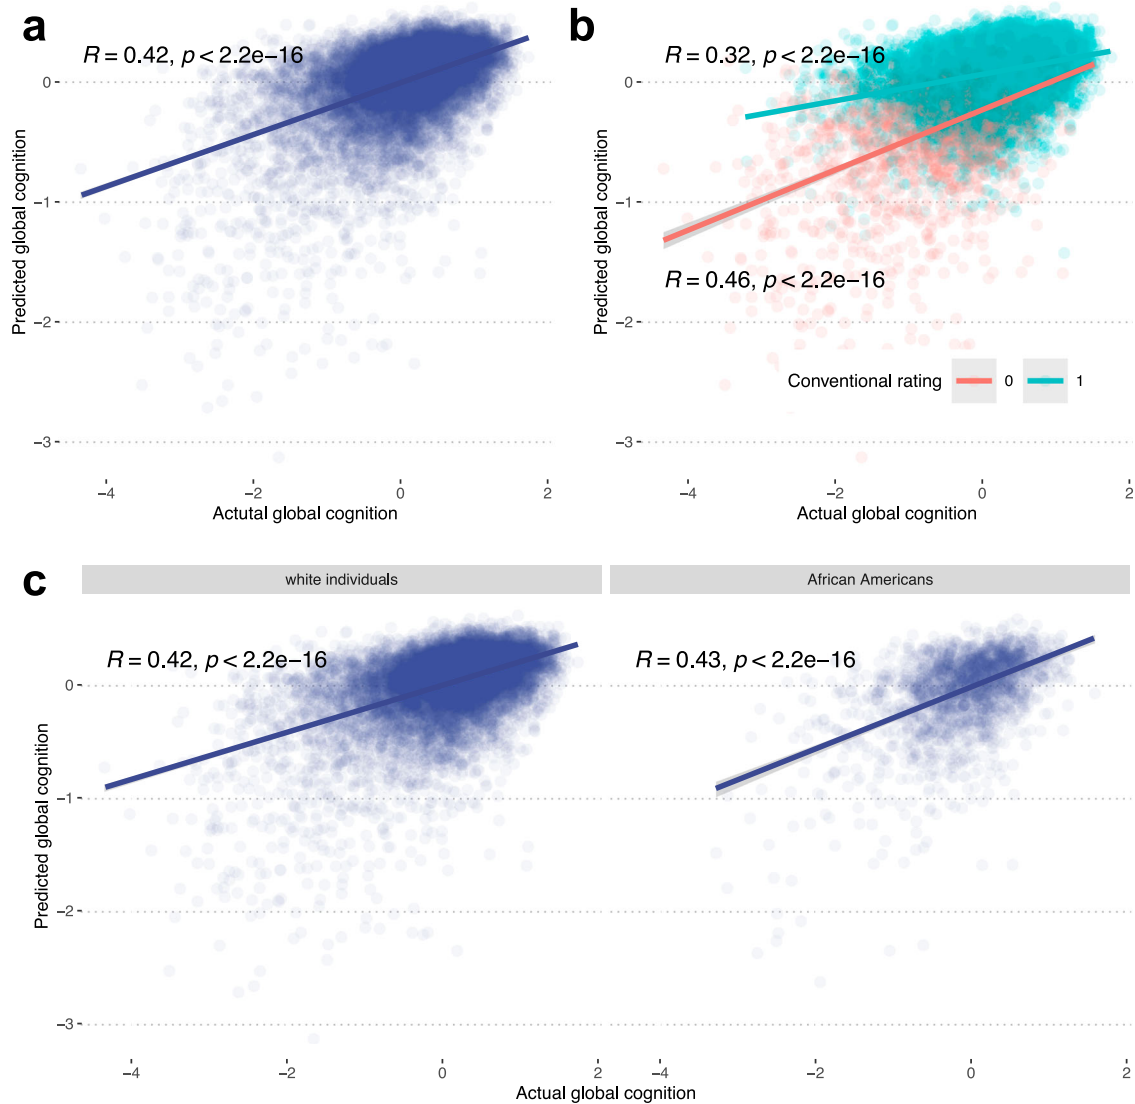 a
R = 0.42, p < 2.2e−16
Predicted global cognition
0
−1
−2
−3
−4
−2
0
2
Actutal global cognition
b
R = 0.32, p < 2.2e−16
R = 0.46, p < 2.2e−16
Predicted global cognition
0
−1
−2
−3
Conventional rating 0 1
−4
−2
0
2
Actual global cognition
c
white individuals
African Americans
R = 0.42, p < 2.2e−16
R = 0.43, p < 2.2e−16
Predicted global cognition
0
−1
−2
−3
−4
−2
0
2
−4
−2
0
2
Actual global cognition